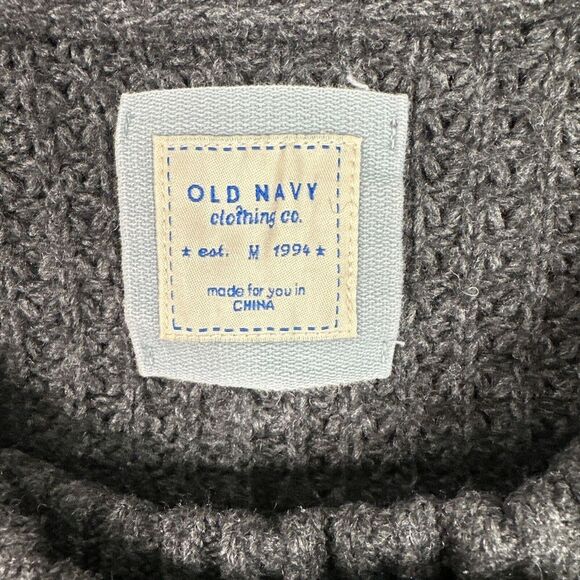 OLD NAVY
clothing co.
★ est. M 1994 ★
made for you in
CHINA